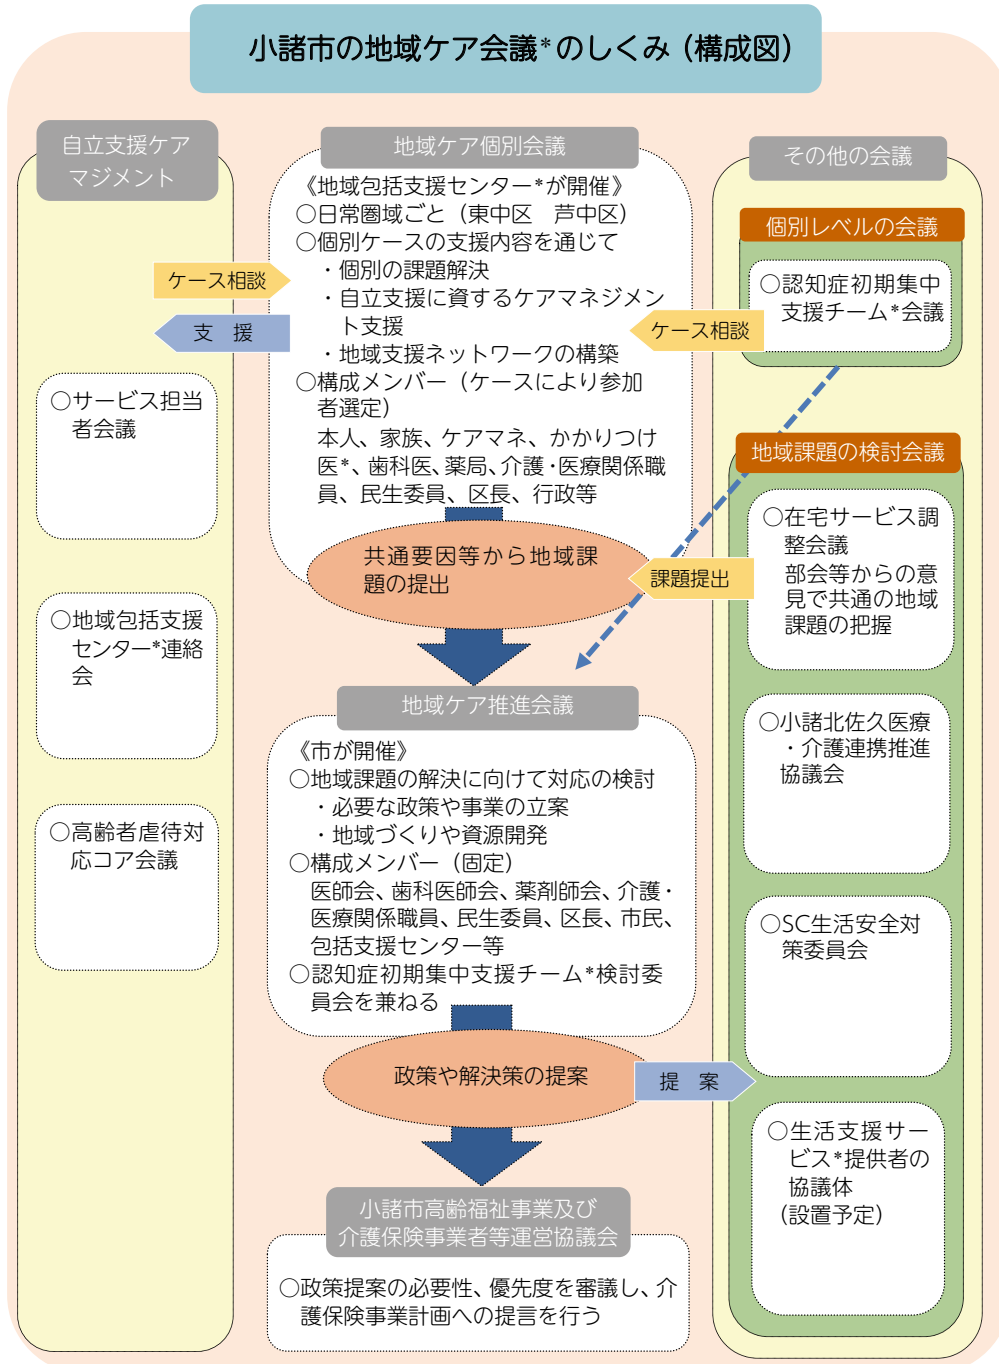 小諸市の地域ケア会議*のしくみ（構成図）
自立支援ケア
マジメント
ケース相談
支　援
○サービス担当
者会議
○地域包括支援
センター*連絡
会
○高齢者虐待対
応コア会議
地域ケア個別会議
《地域包括支援センター*が開催》
○日常圏域ごと（東中区　芦中区）
○個別ケースの支援内容を通じて
・個別の課題解決
・自立支援に資するケアマネジメン
ト支援
・地域支援ネットワークの構築
○構成メンバー（ケースにより参加
者選定）
本人、家族、ケアマネ、かかりつけ
医*、歯科医、薬局、介護・医療関係職
員、民生委員、区長、行政等
共通要因等から地域課
題の提出
地域ケア推進会議
《市が開催》
○地域課題の解決に向けて対応の検討
・必要な政策や事業の立案
・地域づくりや資源開発
○構成メンバー（固定）
医師会、歯科医師会、薬剤師会、介護・
医療関係職員、民生委員、区長、市民、
包括支援センター等
○認知症初期集中支援チーム*検討委
員会を兼ねる
政策や解決策の提案
提　案
小諸市高齢福祉事業及び
介護保険事業者等運営協議会
○政策提案の必要性、優先度を審議し、介
護保険事業計画への提言を行う
その他の会議
個別レベルの会議
○認知症初期集中
支援チーム*会議
ケース相談
地域課題の検討会議
○在宅サービス調
整会議
部会等からの意
見で共通の地域
課題の把握
課題提出
○小諸北佐久医療
・介護連携推進
協議会
○SC生活安全対
策委員会
○生活支援サー
ビス*提供者の
協議体
（設置予定）